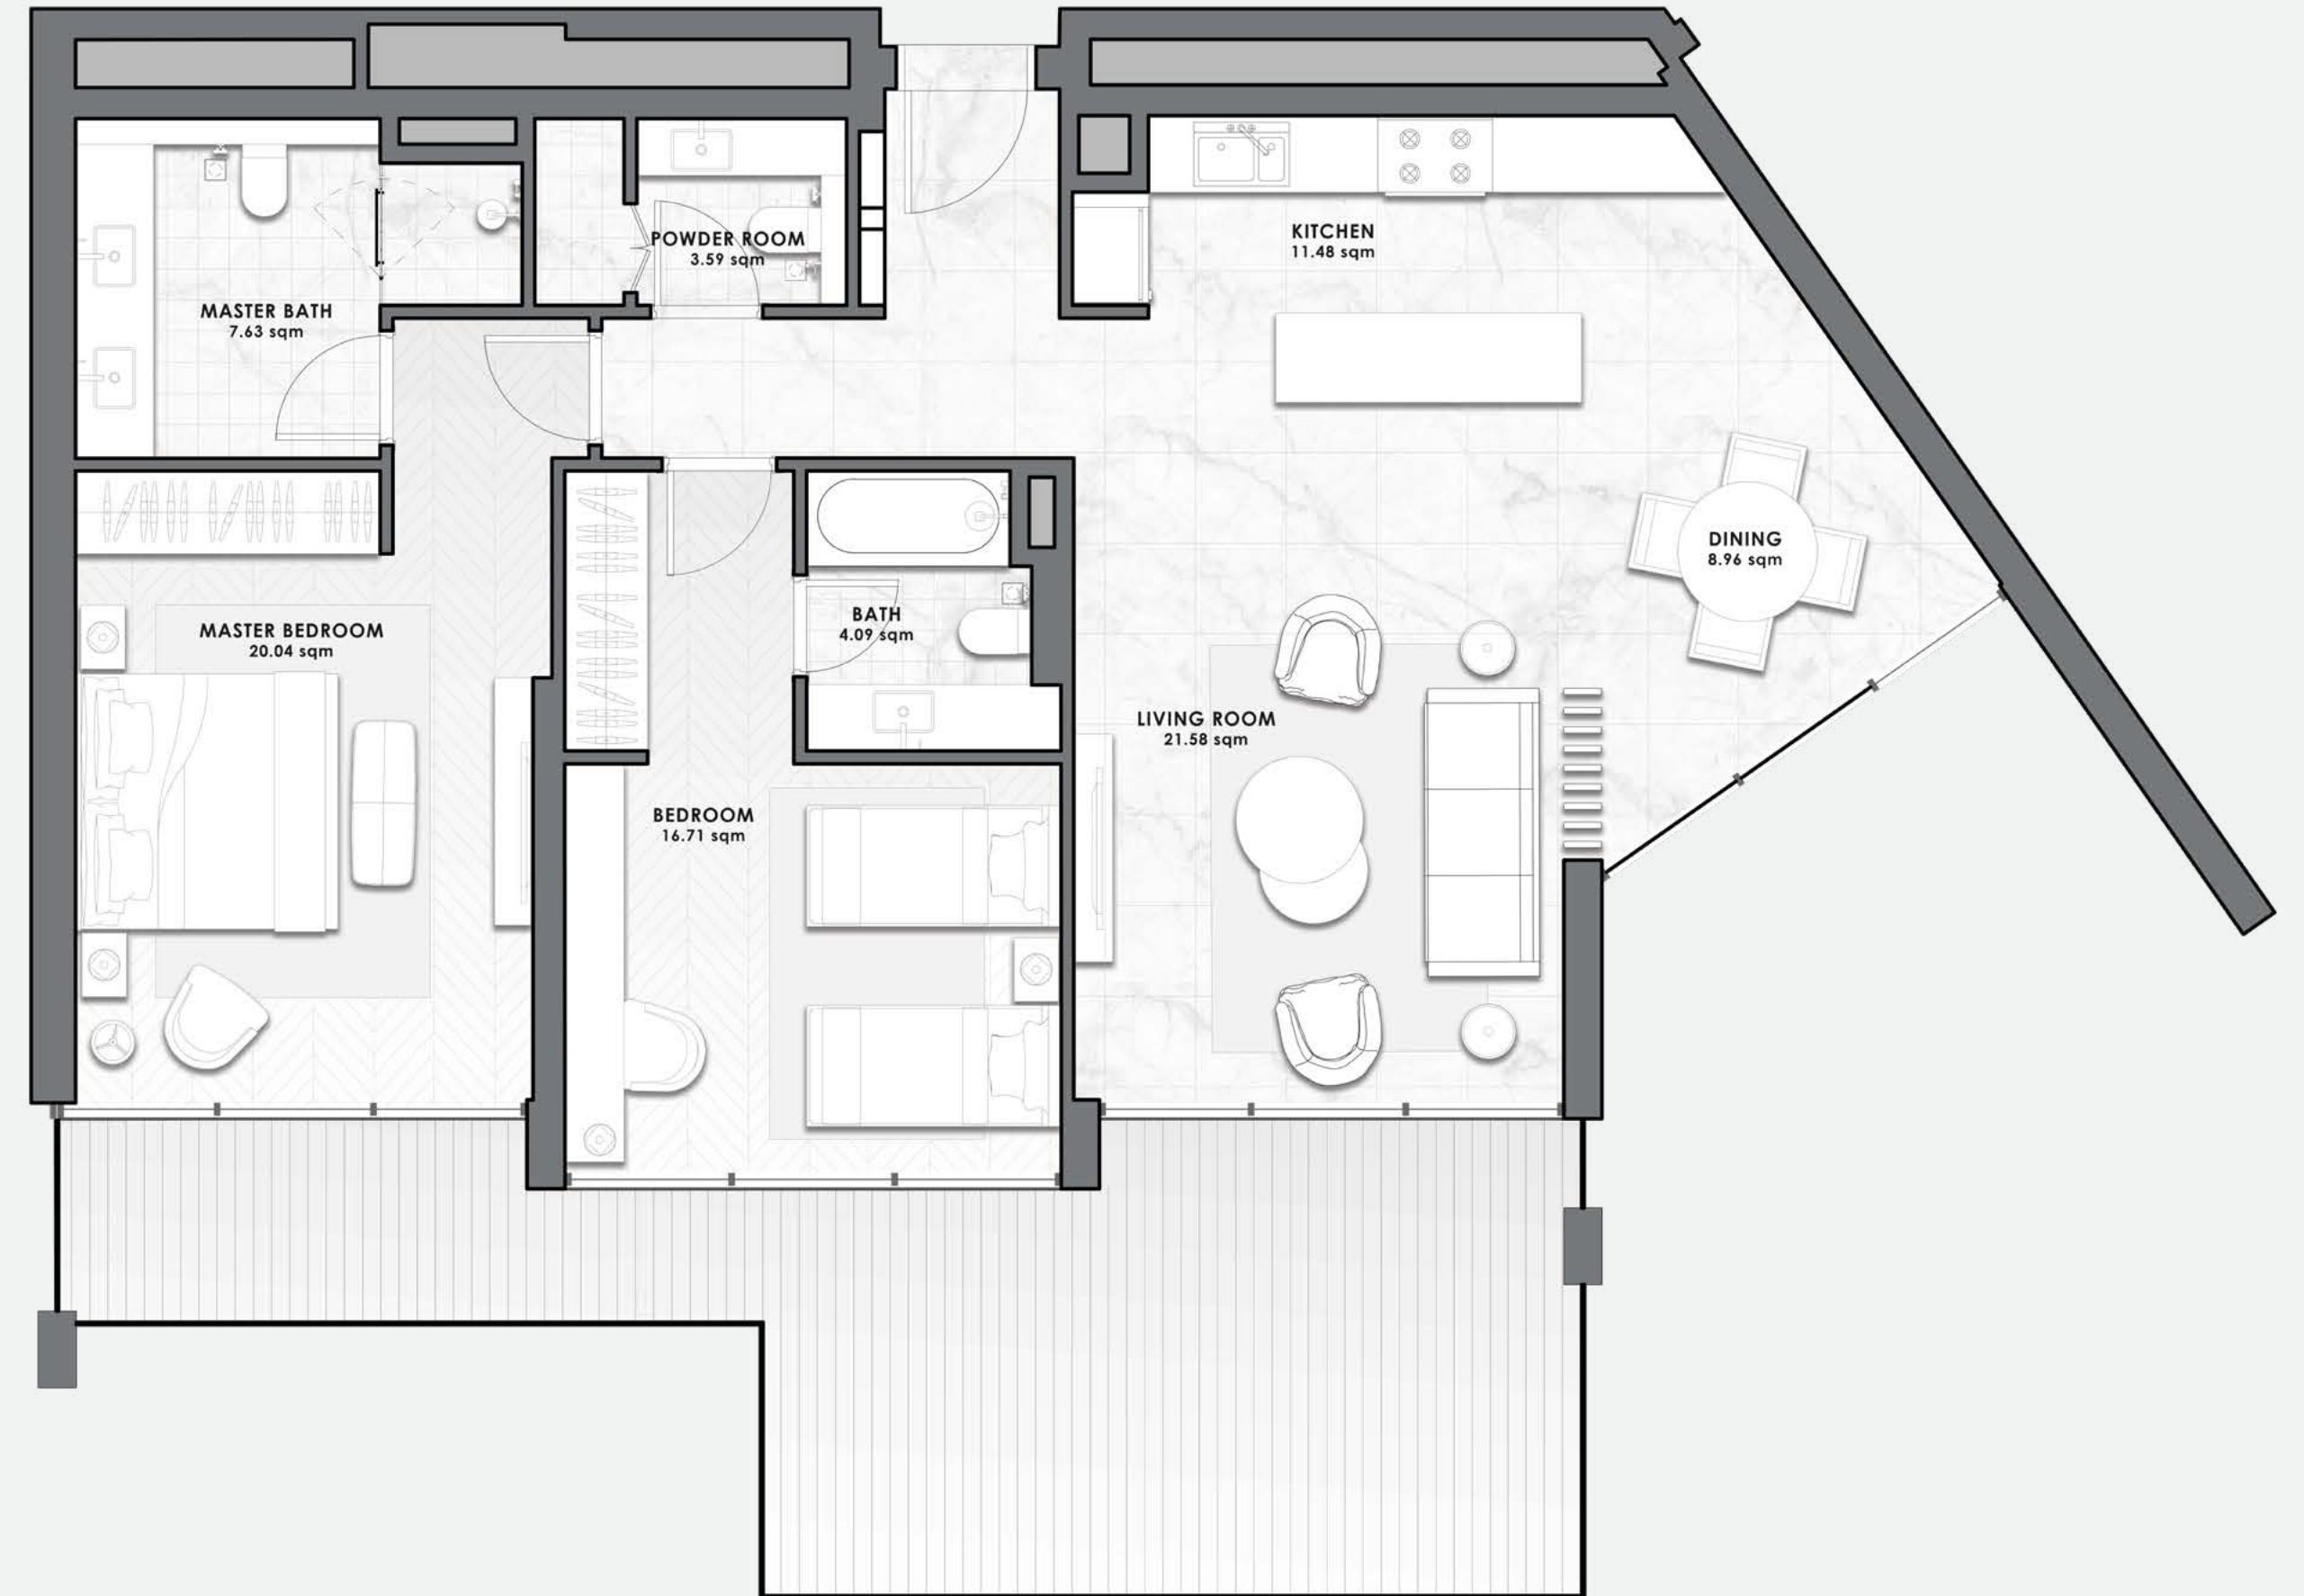 POWDER ROOM
3.59 sqm
KITCHEN
11.48 sqm
MASTER BATH
7.63 sqm
DINING
8.96 sqm
BATH
4.09 sqm
MASTER BEDROOM
20.04 sqm
LIVING ROOM
21.58 sqm
BEDROOM
16.71 sqm